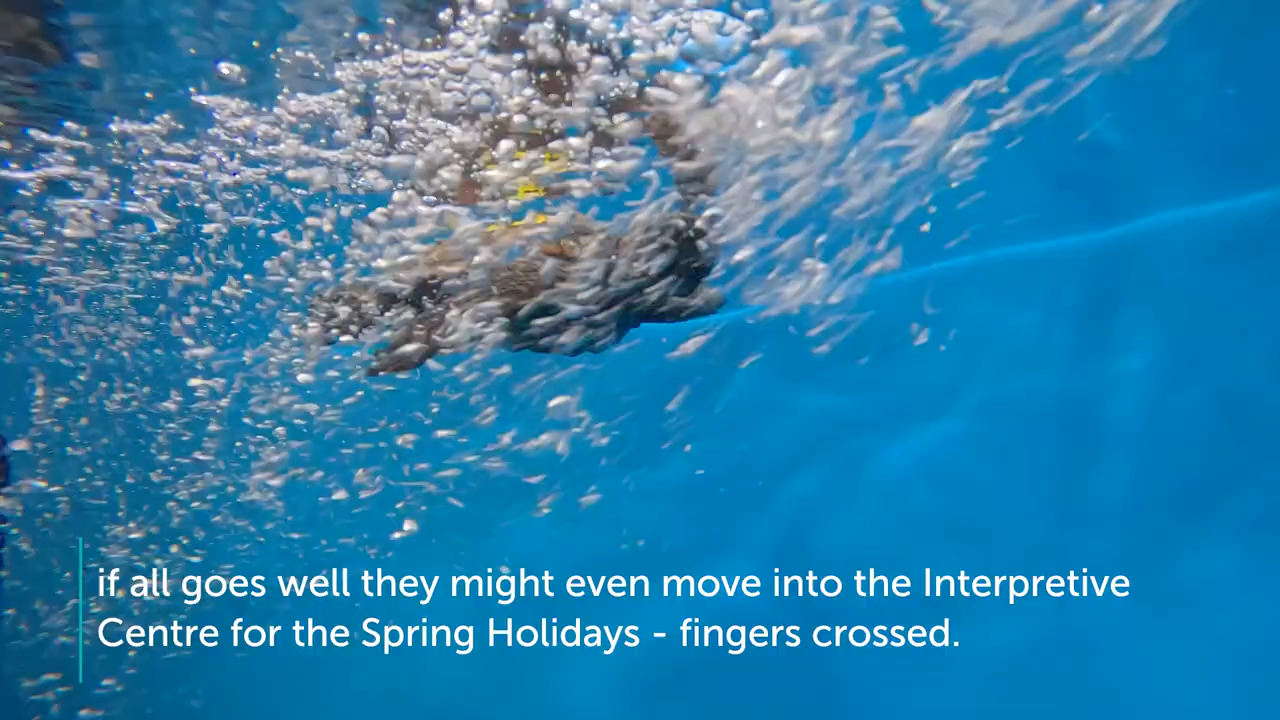 if all goes well they might even move into the Interpretive
Centre for the Spring Holidays - fingers crossed.